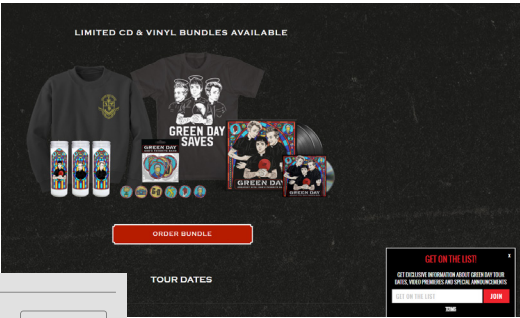 LIMITED CD & VINYL BUNDLES AVAILABLE
GREEN DAY
SAVES
GREEN DAY
GREEN DAY
GREEN DAY
ORDER BUNDLE
TOUR DATES
GET ON THE LIST!
x
GET EXCLUSIVE INFORMATION ABOUT GREEN DAY TOUR
DATES, VIDEO PREMIERES AND SPECIAL ANNOUNCEMENTS
GET ON THE LIST
JOIN
TERMS